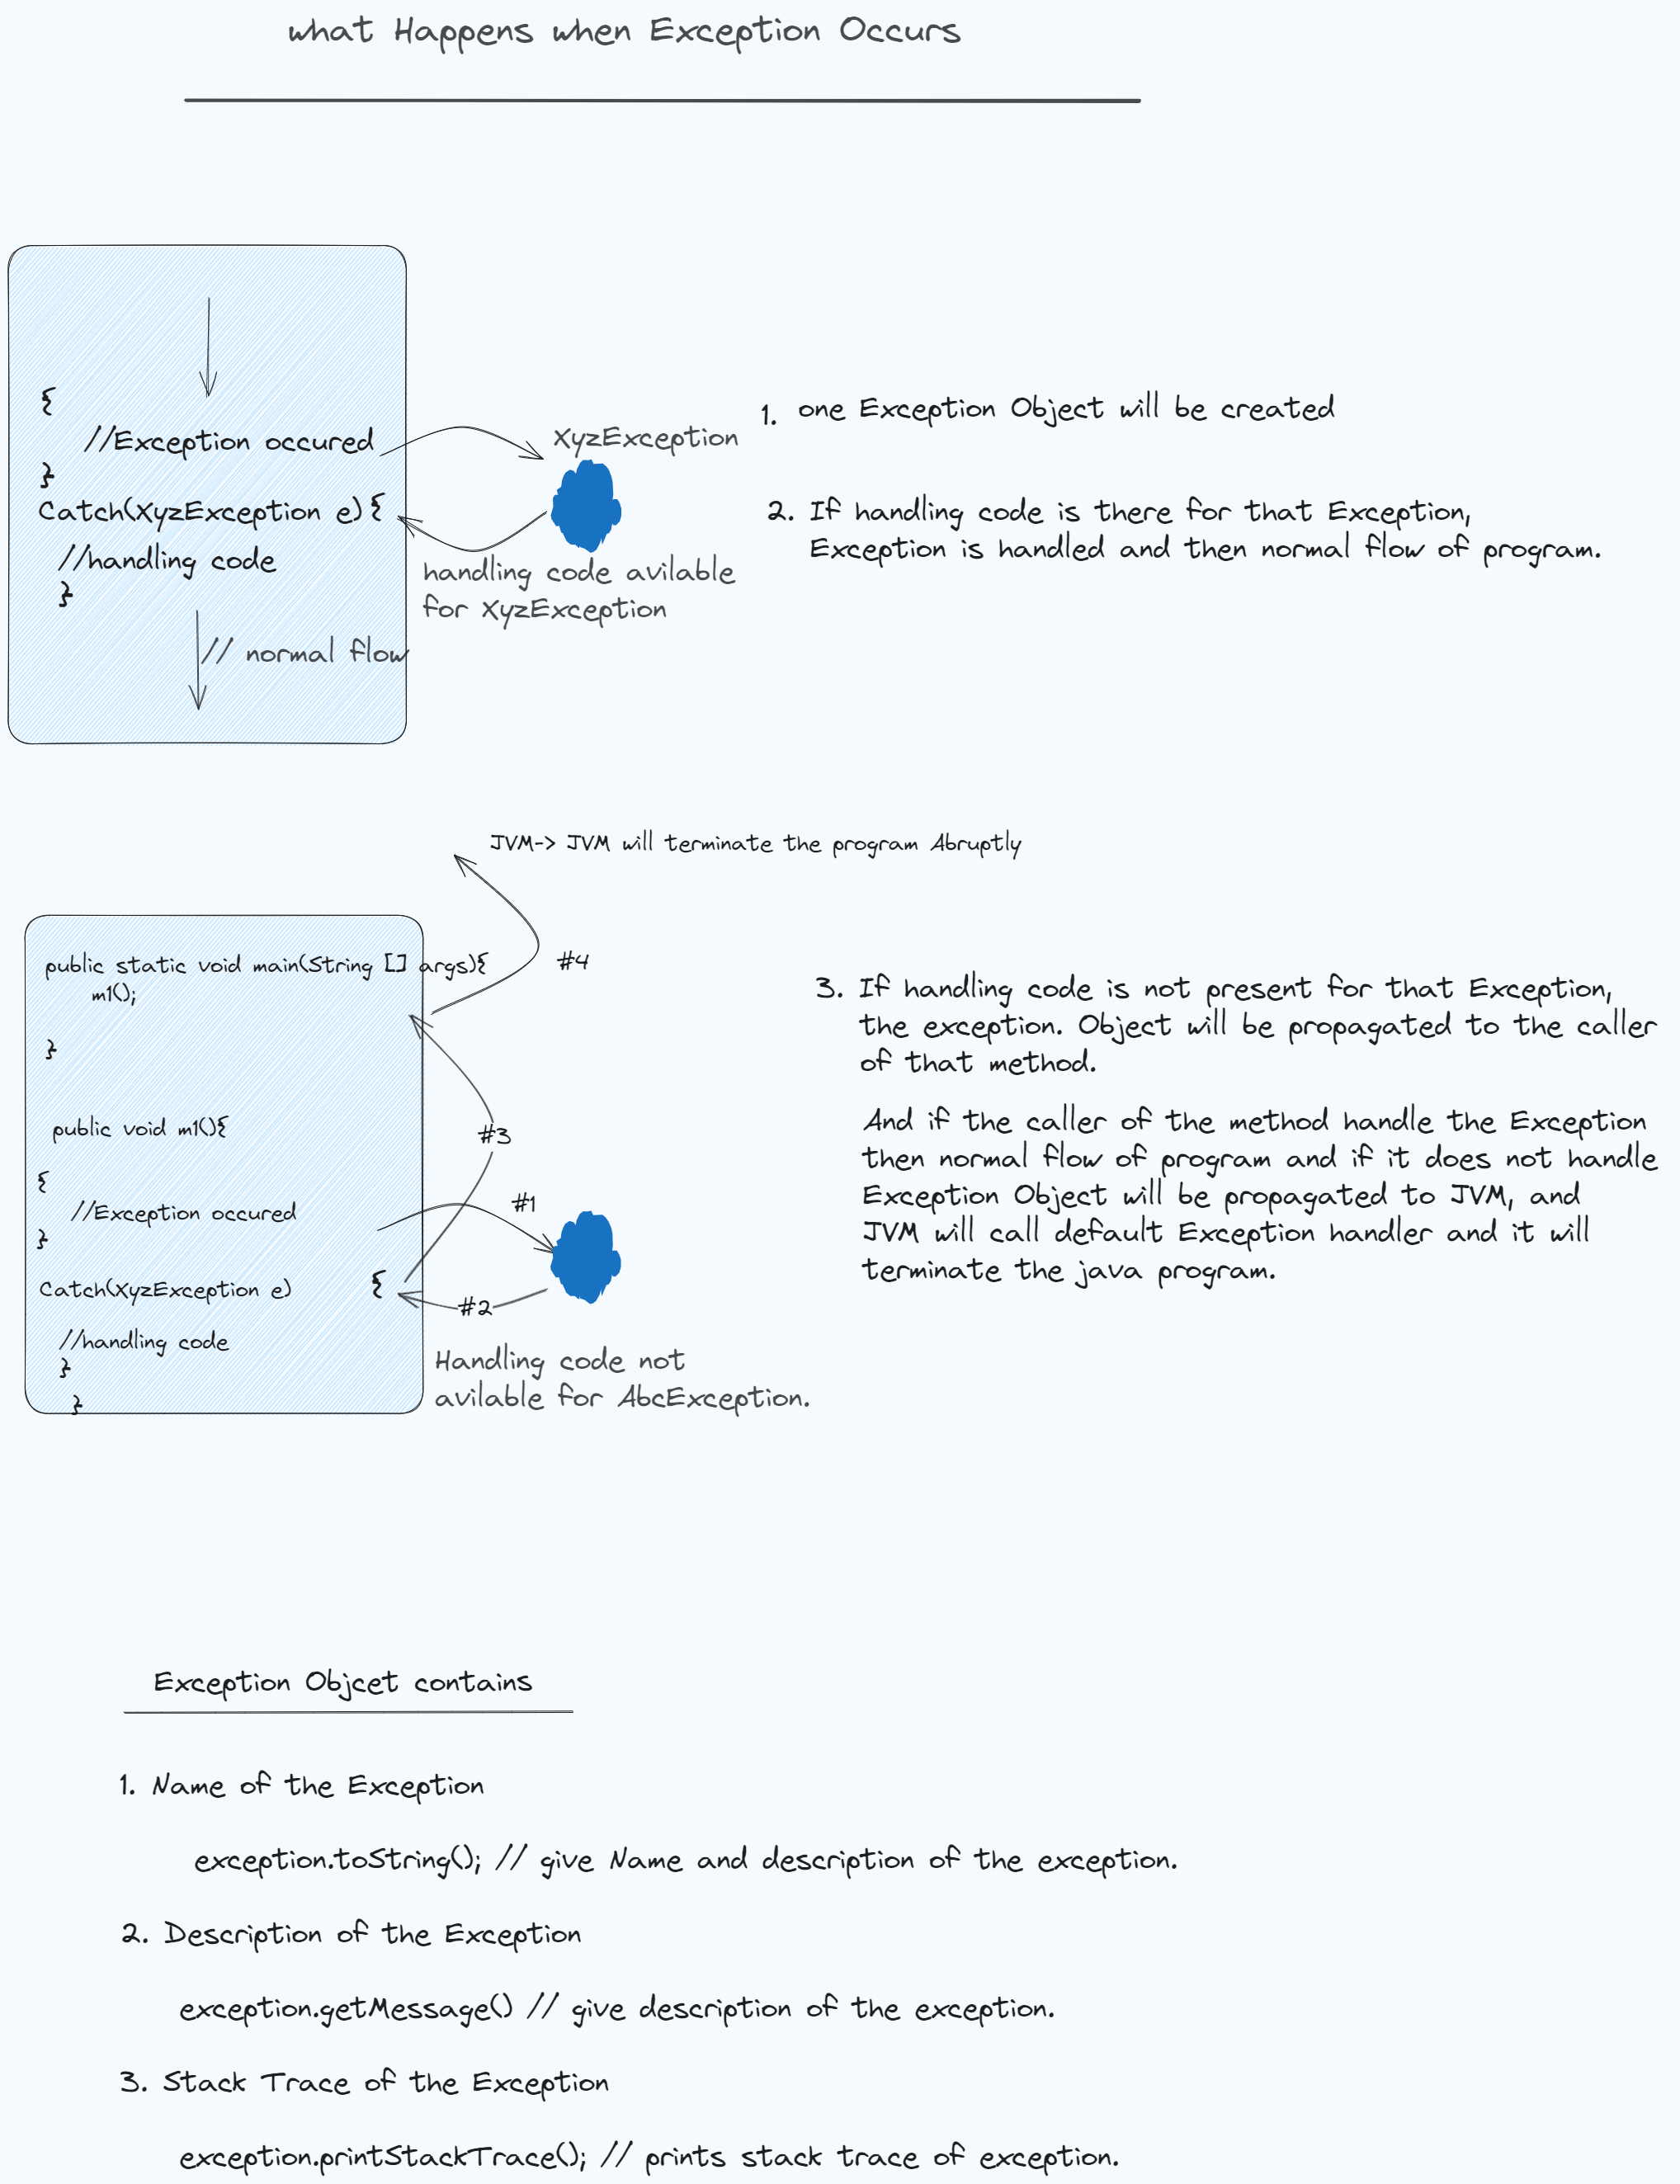 what Happens when Exception Occurs
{
//Exception occured
}
Catch(XyzException e){
//handling code
}
// normal flow
XyzException
handling code avilable
for XyzException
1. one Exception Object will be created
2. If handling code is there for that Exception,
Exception is handled and then normal flow of program.
JVM-> JVM will terminate the program Abruptly
public static void main(String [] args){
m1();
}
public void m1(){
{
//Exception occured
}
Catch(XyzException e) {
//handling code
}
}
#4
#3
#1
#2
Handling code not
avilable for AbcException.
3. If handling code is not present for that Exception,
the exception. Object will be propagated to the caller
of that method.
And if the caller of the method handle the Exception
then normal flow of program and if it does not handle
Exception Object will be propagated to JVM, and
JVM will call default Exception handler and it will
terminate the java program.
Exception Objcet contains
1. Name of the Exception
exception.toString(); // give Name and description of the exception.
2. Description of the Exception
exception.getMessage() // give description of the exception.
3. Stack Trace of the Exception
exception.printStackTrace(); // prints stack trace of exception.